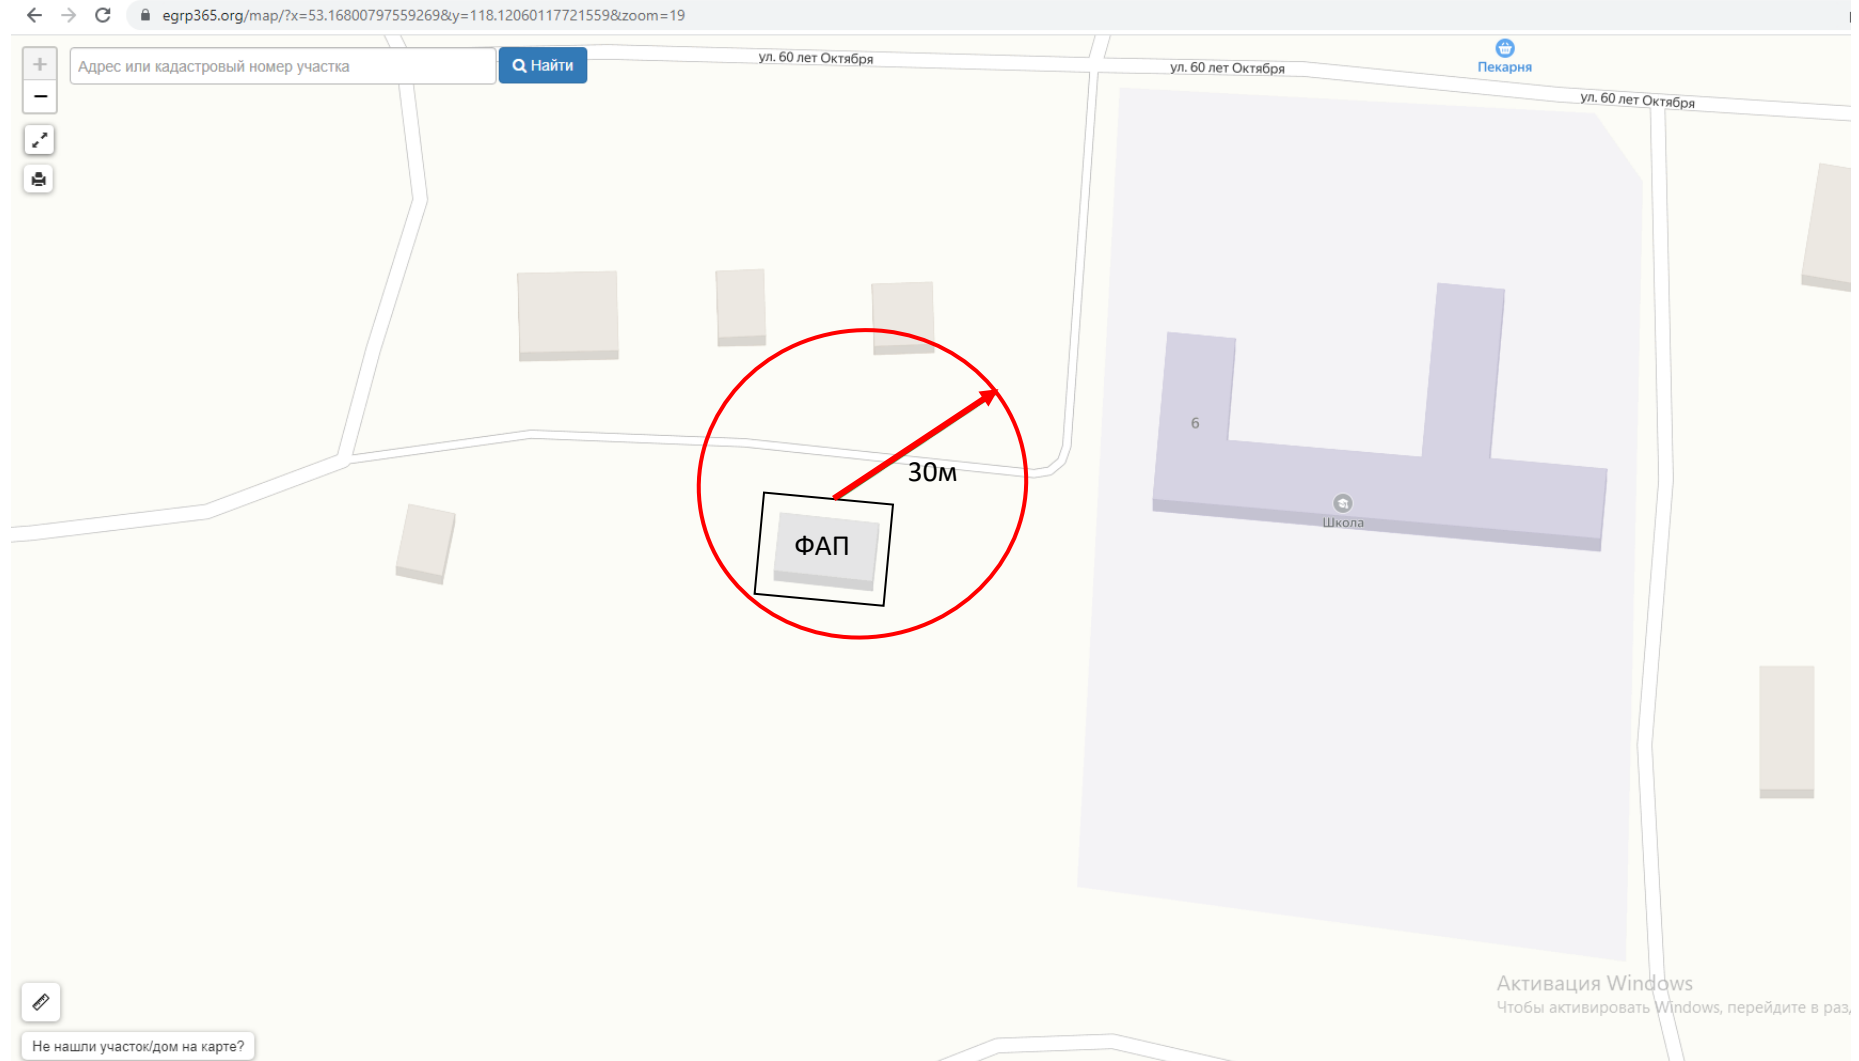 egrp365.org/map/?x=53.16800797559269&y=118.12060117721559&zoom=19
+
Адрес или кадастровый номер участка
Найти
−
ул. 60 лет Октября
ул. 60 лет Октября
Пекарня
ул. 60 лет Октября
6
30м
Школа
ФАП
Активация Windows
Чтобы активировать Windows, перейдите в раз
Не нашли участок/дом на карте?